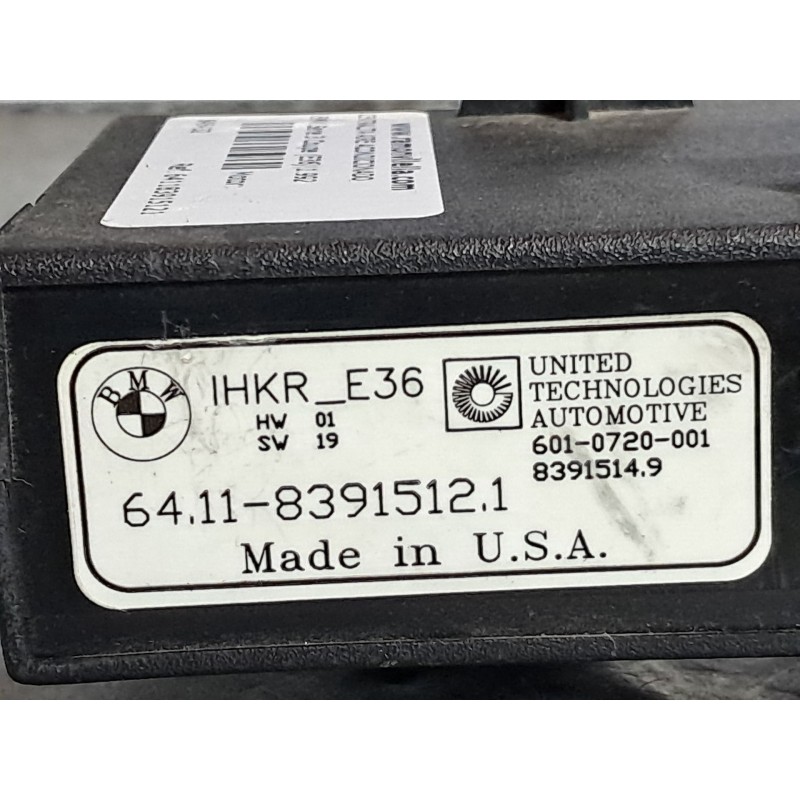 BMW
IHKR_E36
HW 01
SW 19
UNITED
TECHNOLOGIES
AUTOMOTIVE
601-0720-001
8391514.9
64.11-8391512.1
Made in U.S.A.